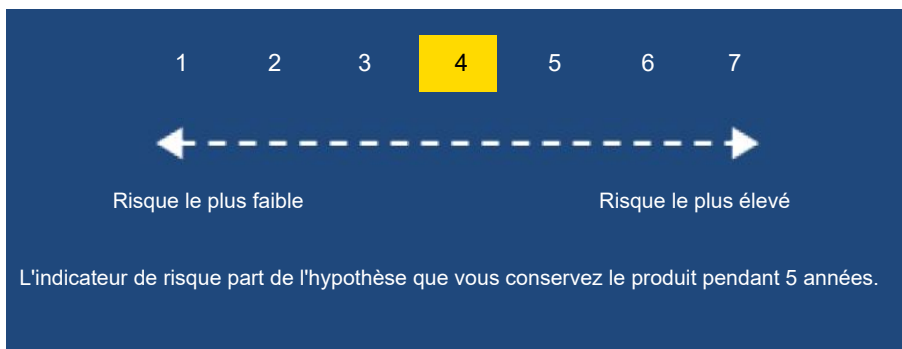 1 2 3 4 5 6 7
Risque le plus faible Risque le plus élevé
L'indicateur de risque part de l'hypothèse que vous conservez le produit pendant 5 années.